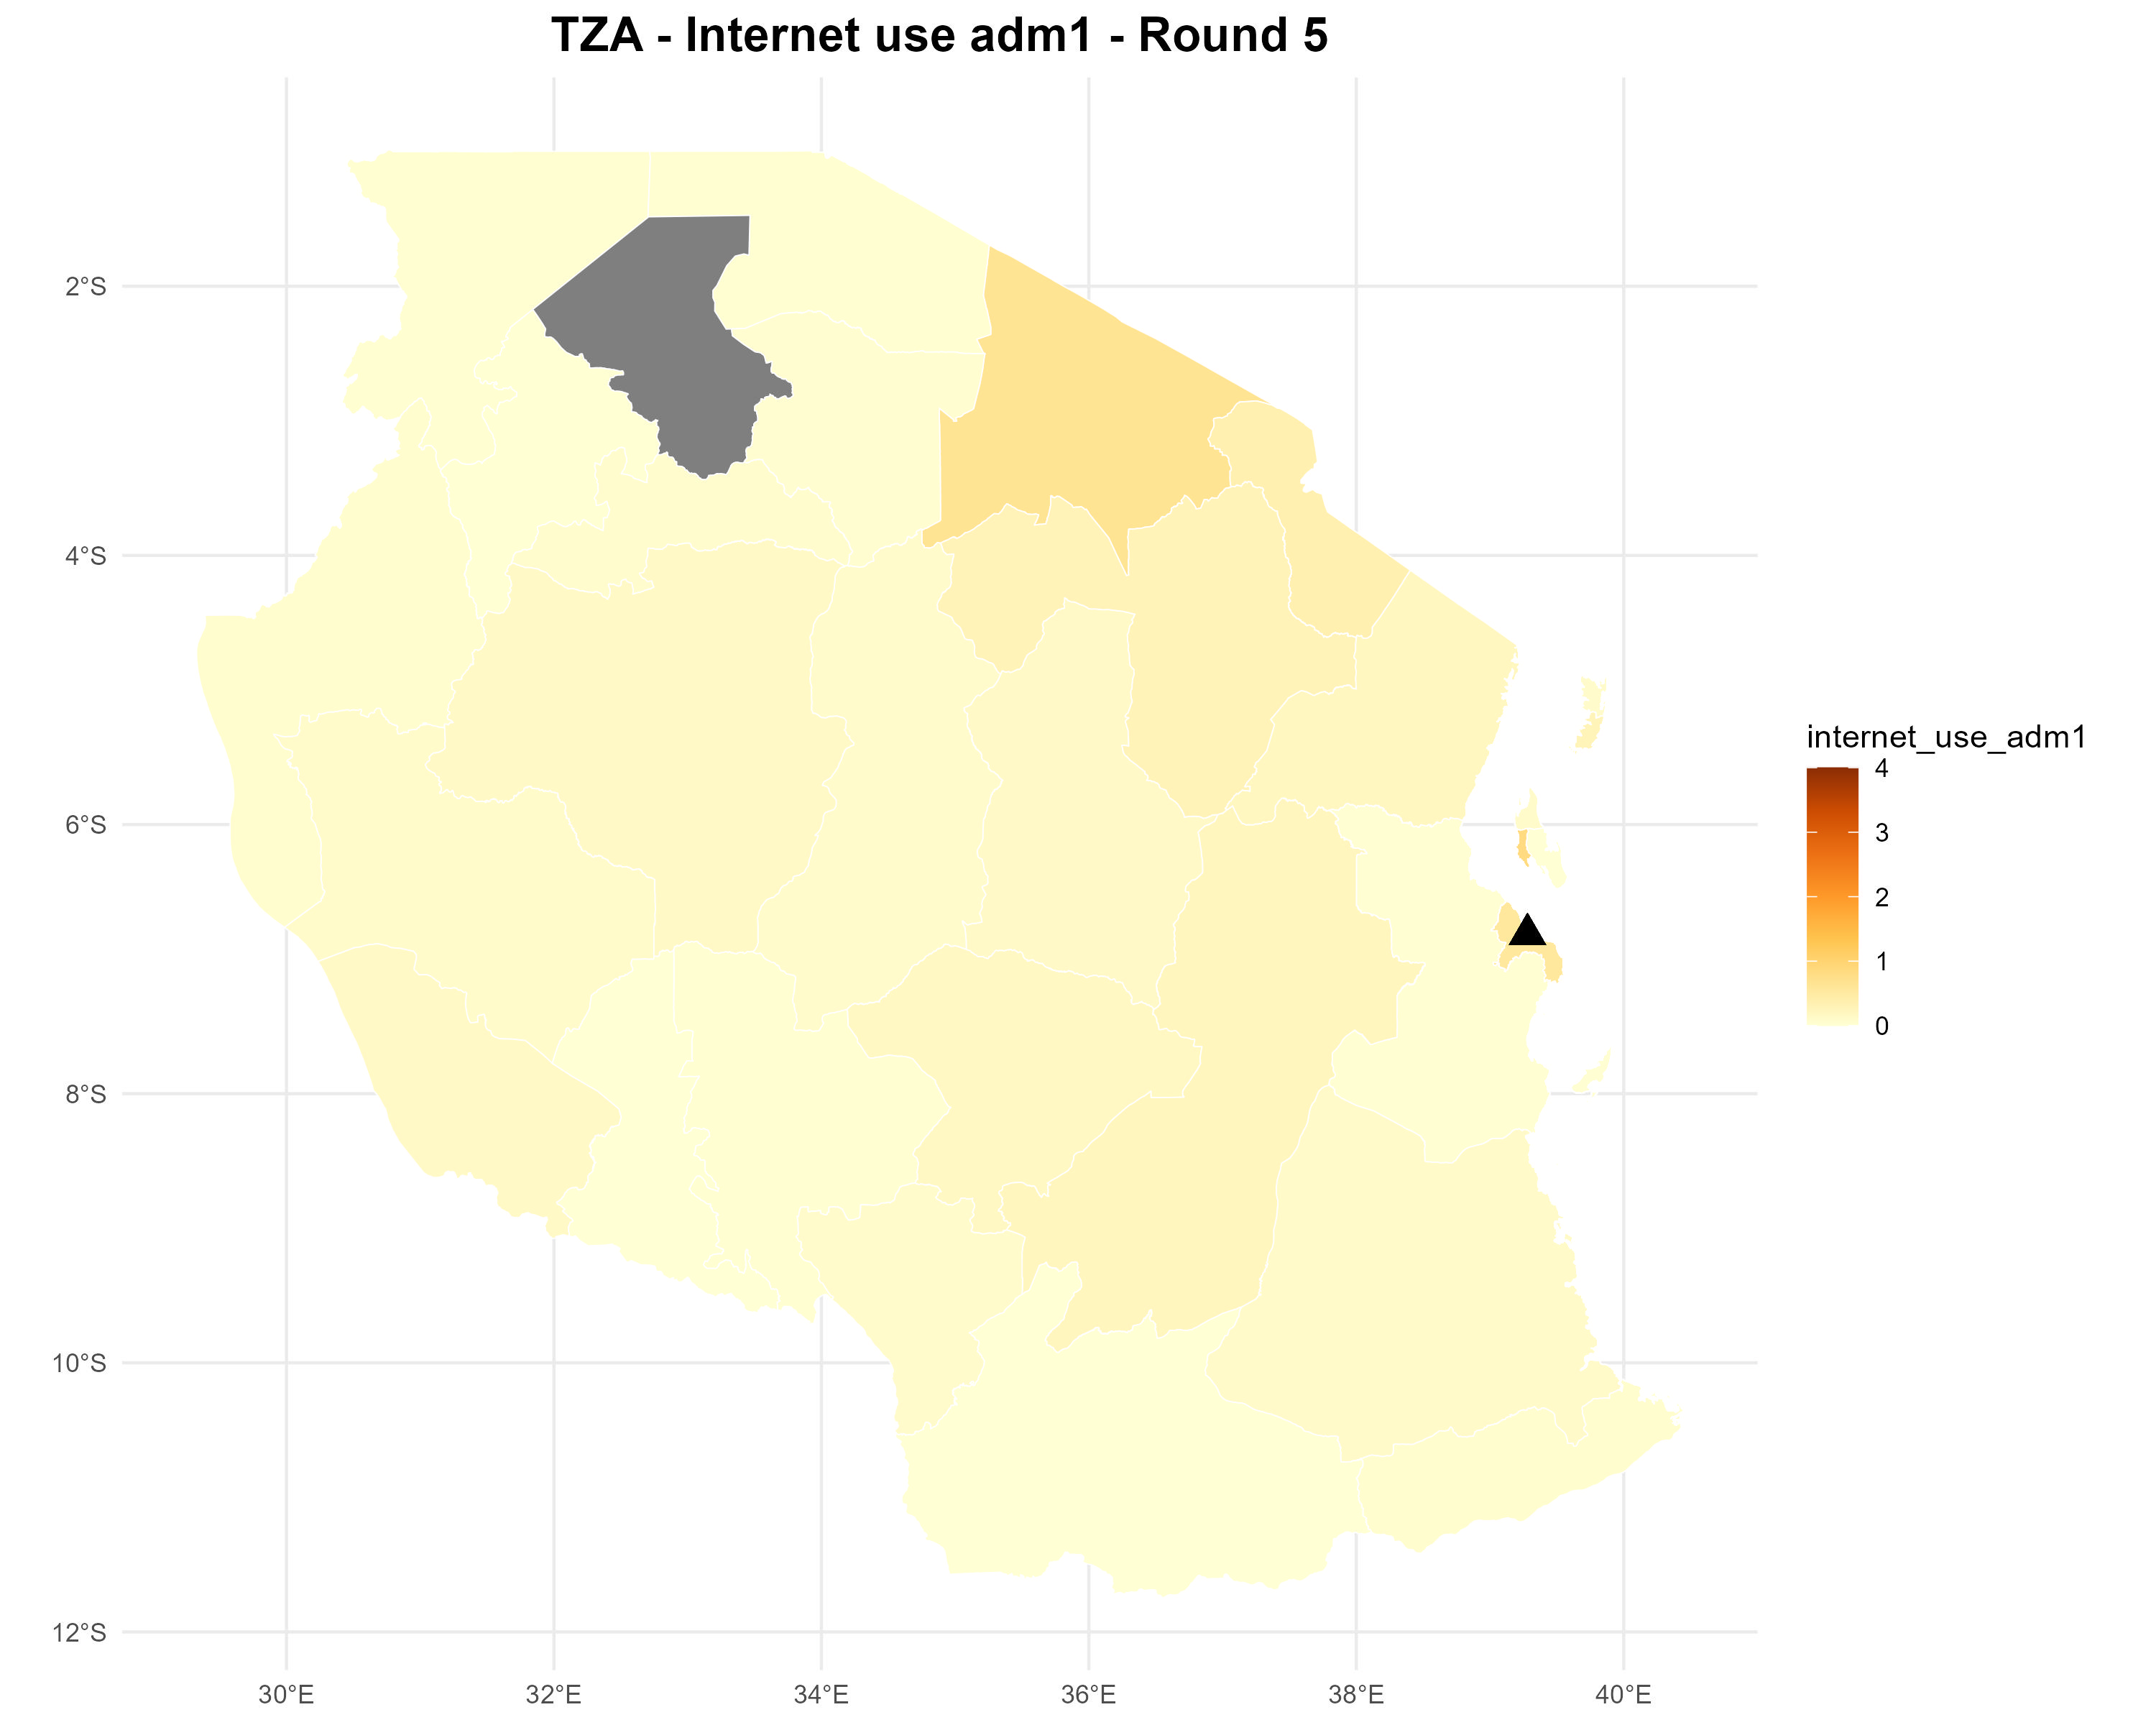 TZA - Internet use adm1 - Round 5
2°S
4°S
6°S
8°S
10°S
12°S
30°E
32°E
34°E
36°E
38°E
40°E
internet_use_adm1
4
3
2
1
0